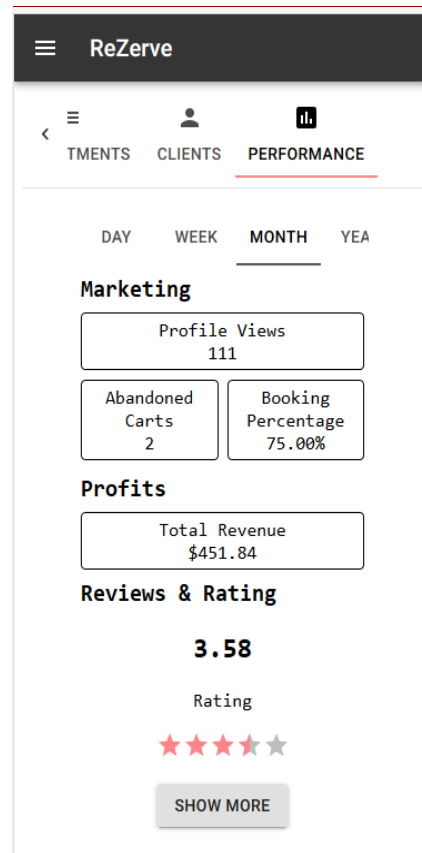 ReZerve
TMENTS CLIENTS PERFORMANCE
DAY WEEK MONTH YEA
Marketing
Profile Views
111
Abandoned
Carts
2
Booking
Percentage
75.00%
Profits
Total Revenue
$451.84
Reviews & Rating
3.58
Rating
SHOW MORE